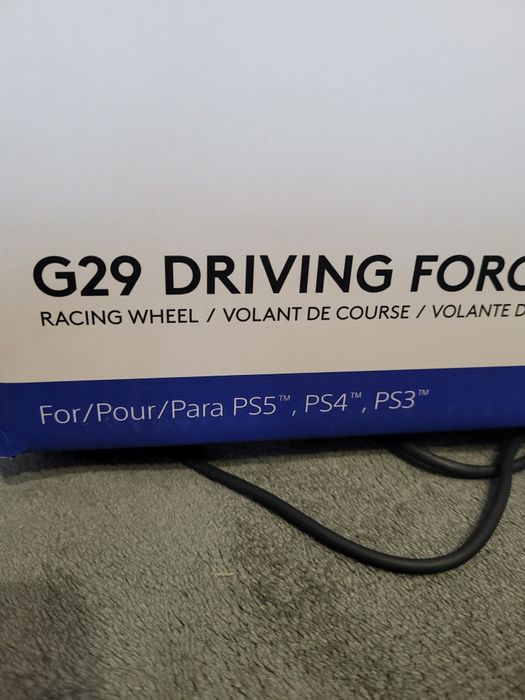 G29 DRIVING FORC
RACING WHEEL / VOLANT DE COURSE / VOLANTE D
For/Pour/Para PS5™, PS4™, PS3™